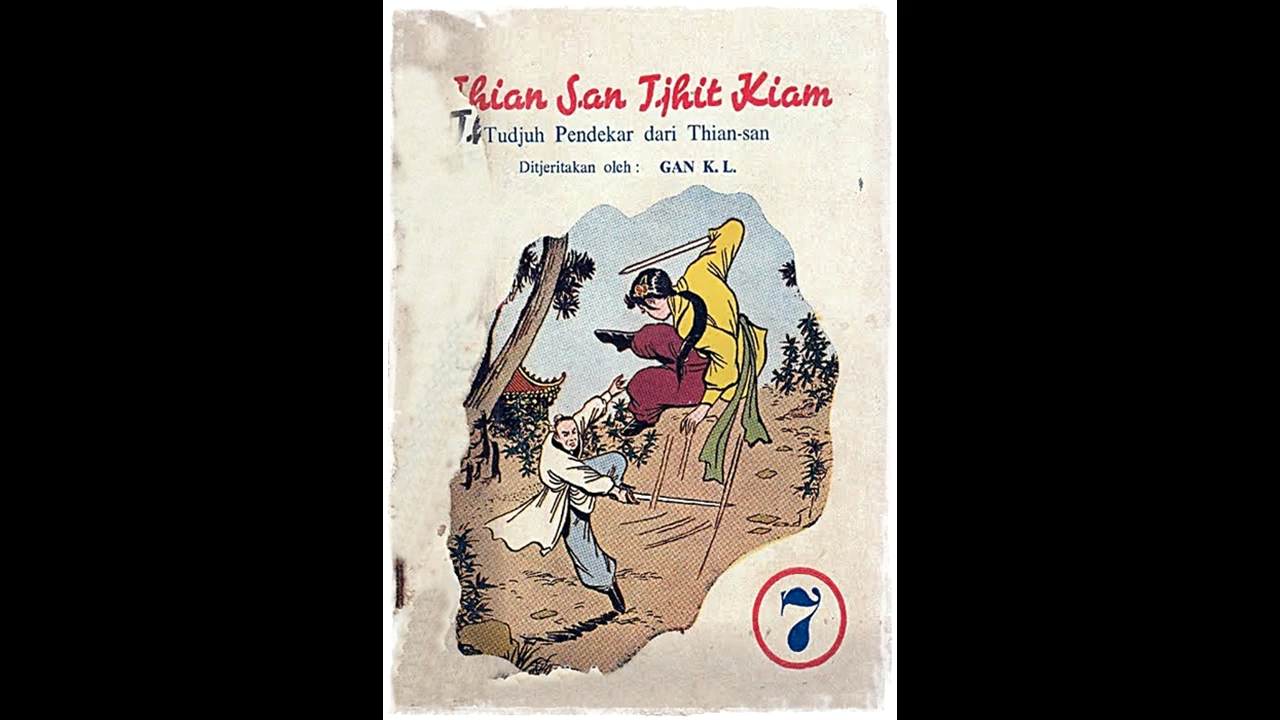 Thian San Tjhit Kiam
Tudjuh Pendekar dari Thian-san
Ditjeritakan oleh : GAN K. L.
7